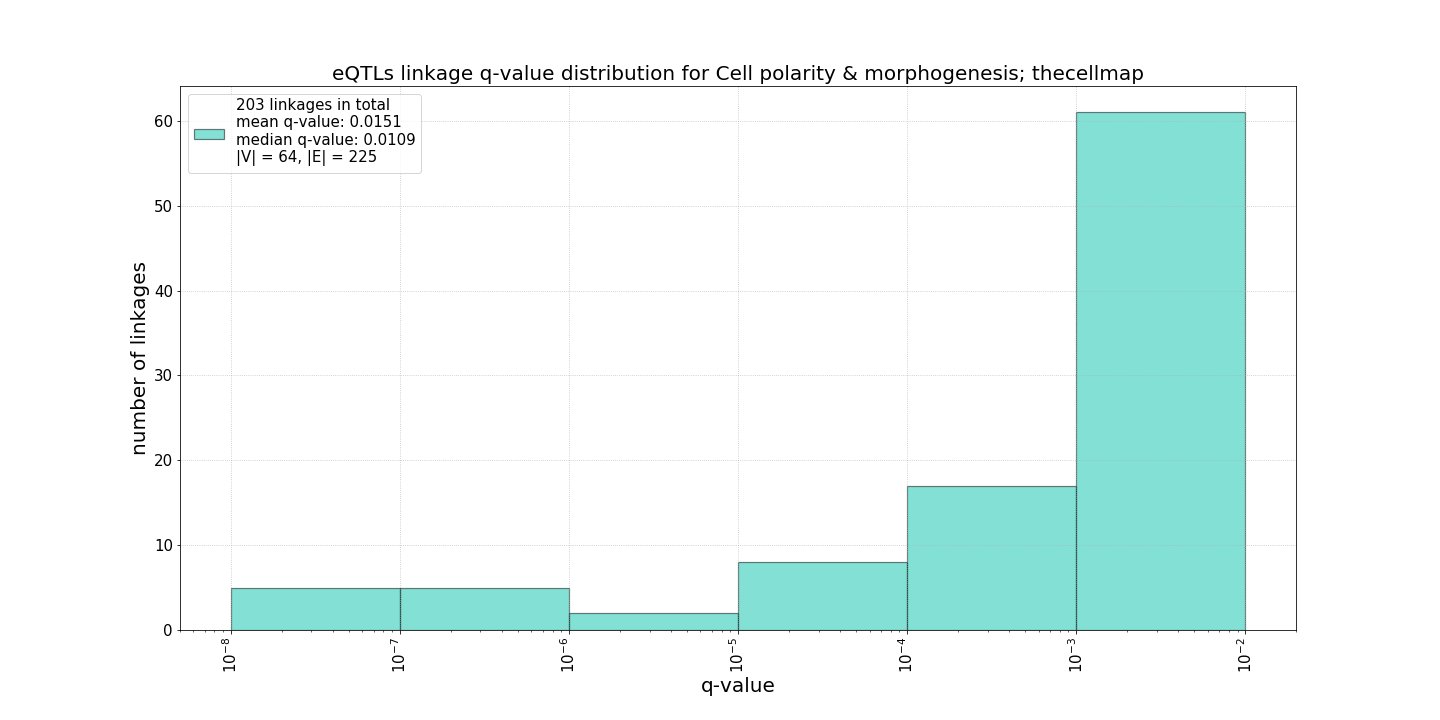 eQTLs linkage q-value distribution for Cell polarity & morphogenesis; thecellmap
203 linkages in total
mean q-value: 0.0151
median q-value: 0.0109
|V| = 64, |E| = 225
60
50
40
30
20
10
0
number of linkages
10⁻⁸
10⁻⁷
10⁻⁶
10⁻⁵
10⁻⁴
10⁻³
10⁻²
q-value